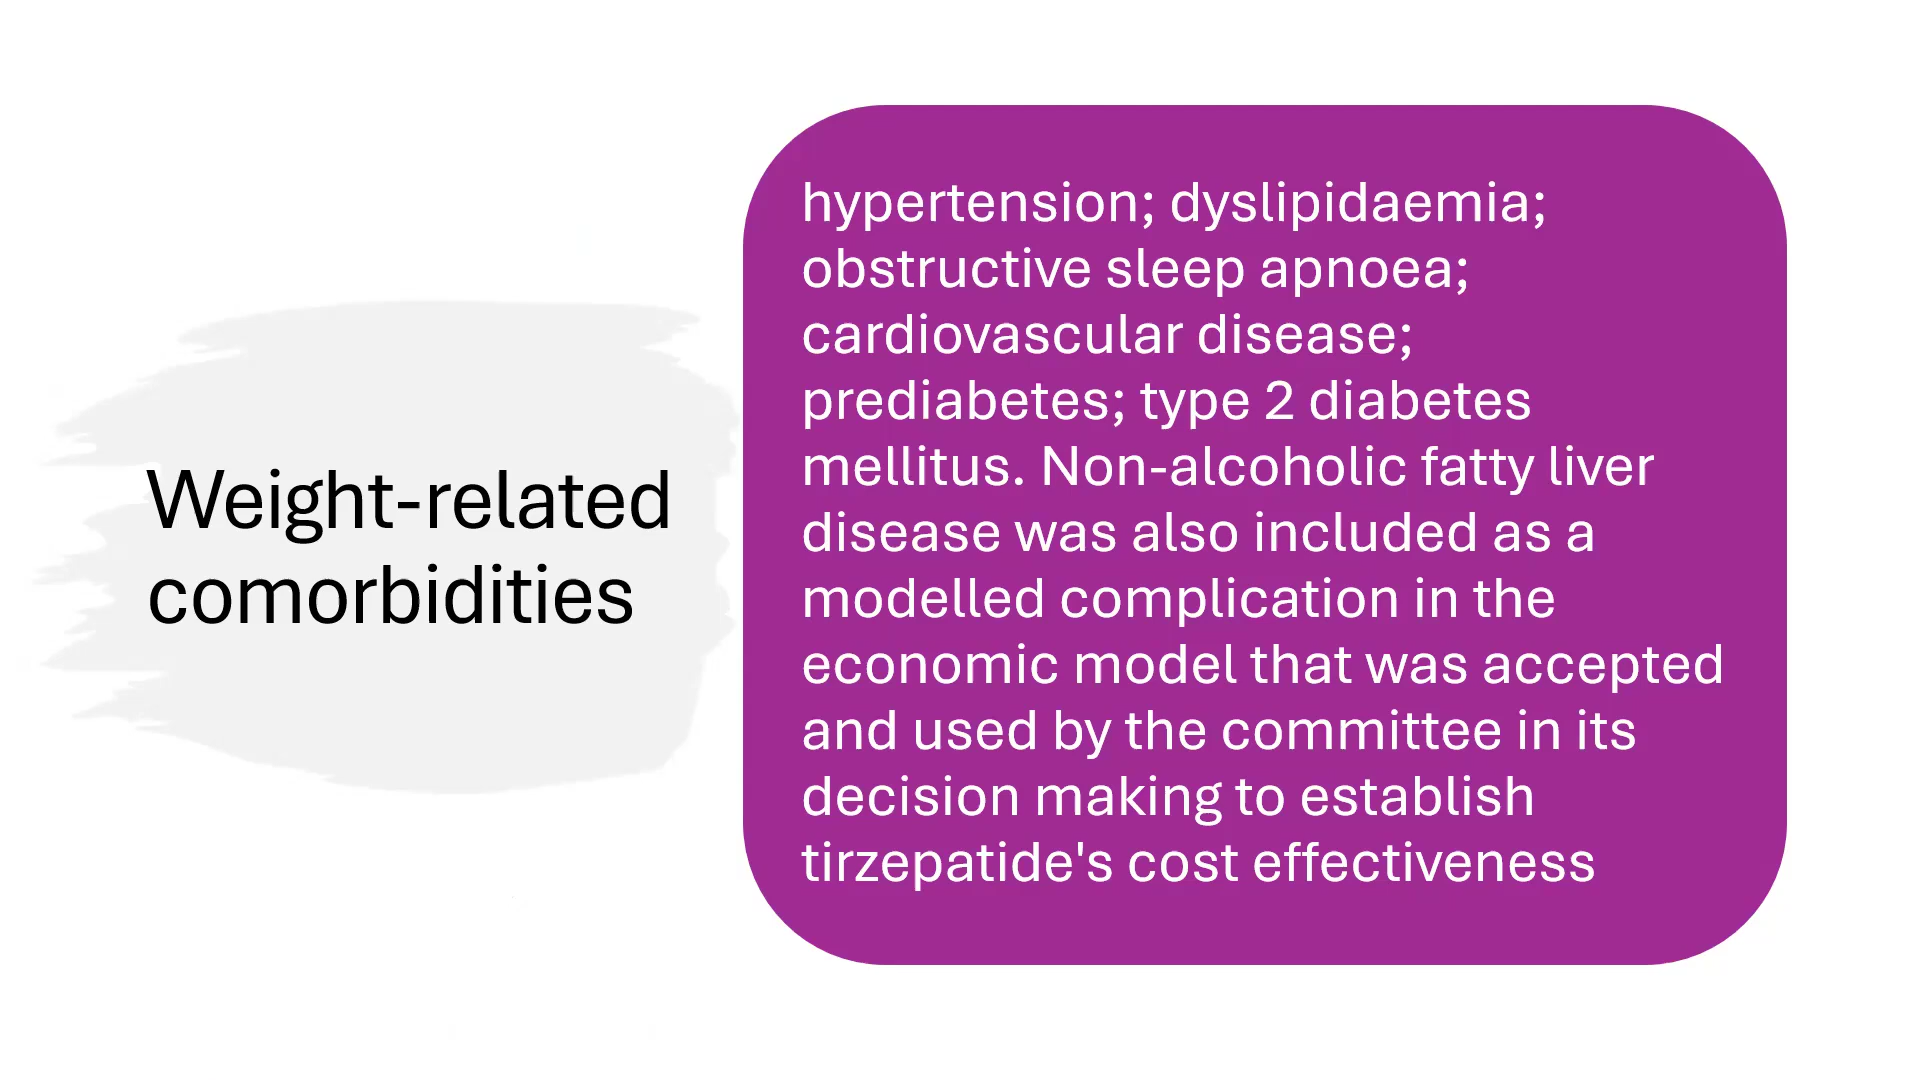 Weight-related
comorbidities
hypertension; dyslipidaemia;
obstructive sleep apnoea;
cardiovascular disease;
prediabetes; type 2 diabetes
mellitus. Non-alcoholic fatty liver
disease was also included as a
modelled complication in the
economic model that was accepted
and used by the committee in its
decision making to establish
tirzepatide's cost effectiveness